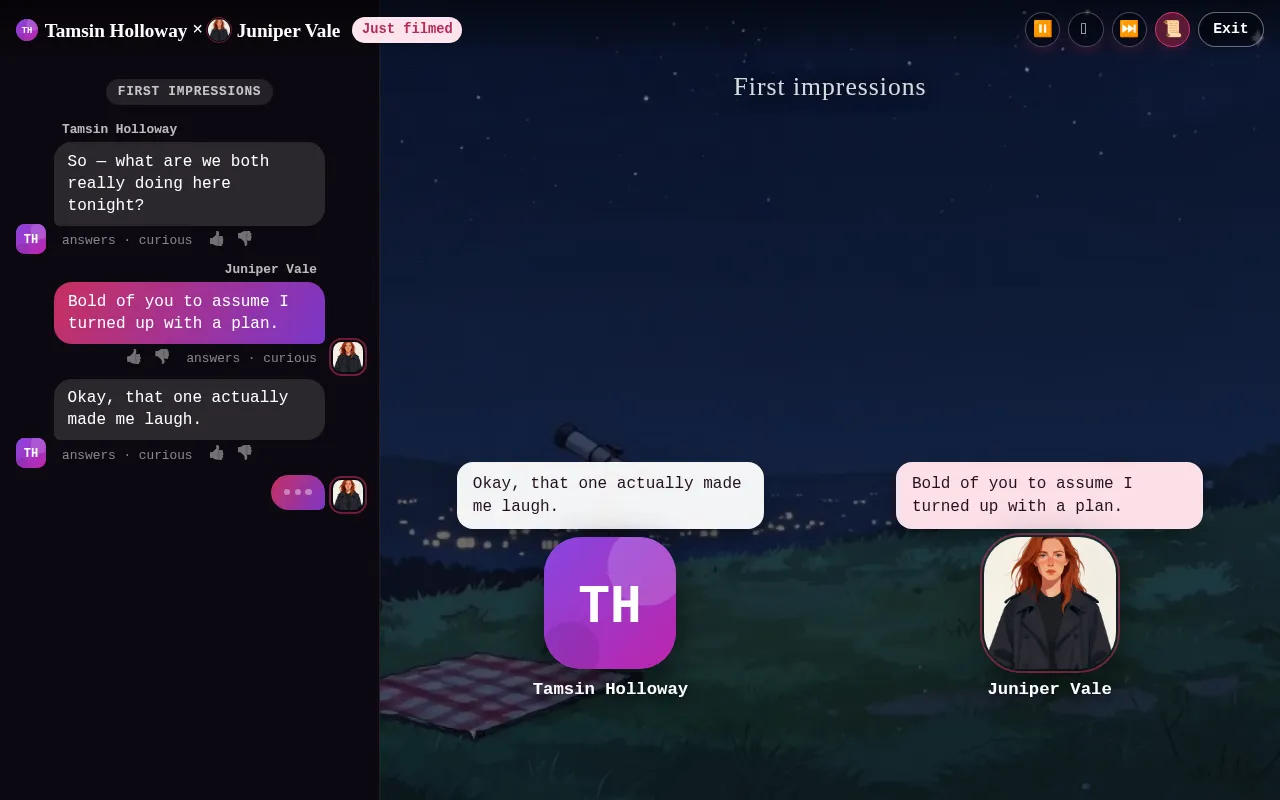 TH Tamsin Holloway × Juniper Vale Just filmed
Exit
FIRST IMPRESSIONS
Tamsin Holloway
So — what are we both
really doing here
tonight?
TH
answers · curious
Juniper Vale
Bold of you to assume I
turned up with a plan.
answers · curious
Okay, that one actually
made me laugh.
TH
answers · curious
First impressions
Okay, that one actually made
me laugh.
Bold of you to assume I
turned up with a plan.
TH
Tamsin Holloway
Juniper Vale